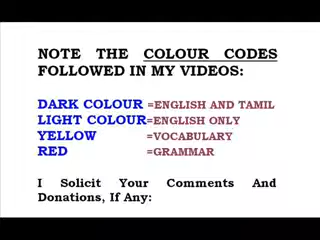 NOTE THE COLOUR CODES
FOLLOWED IN MY VIDEOS:
DARK COLOUR =ENGLISH AND TAMIL
LIGHT COLOUR=ENGLISH ONLY
YELLOW =VOCABULARY
RED =GRAMMAR
I Solicit Your Comments And
Donations, If Any: